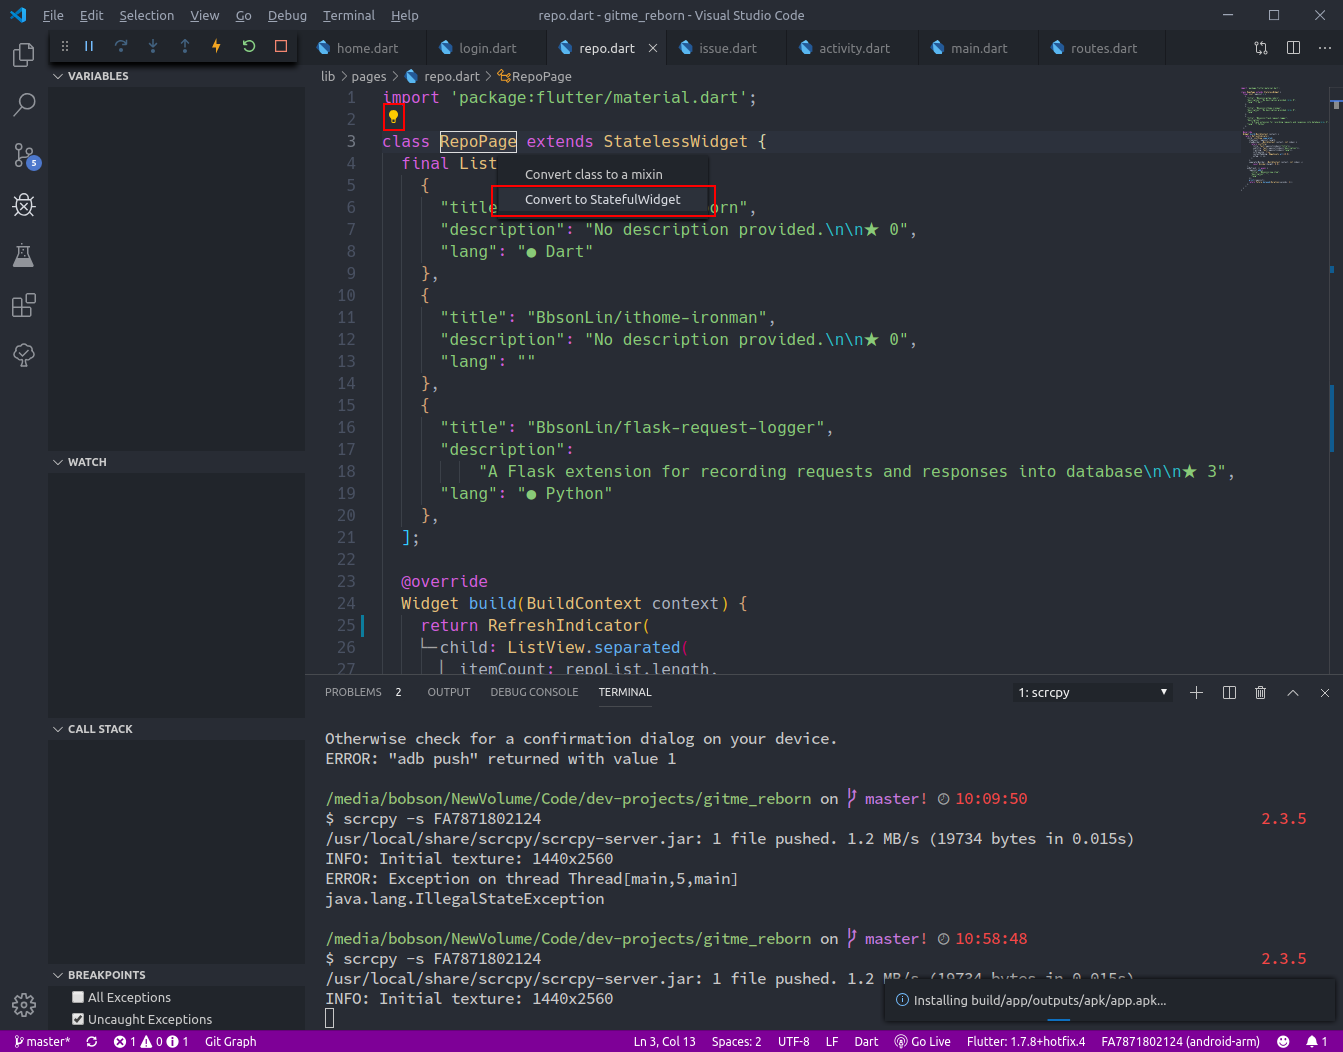 File Edit Selection View Go Debug Terminal Help repo.dart - gitme_reborn - Visual Studio Code
home.dart login.dart repo.dart issue.dart activity.dart main.dart routes.dart
VARIABLES
lib > pages > repo.dart > RepoPage
1 import 'package:flutter/material.dart';
2
3 class RepoPage extends StatelessWidget {
4 final List
Convert class to a mixin
Convert to StatefulWidget
5 {
6 "title orn",
7 "description": "No description provided.\n\n★ 0",
8 "lang": "● Dart"
9 },
10 {
11 "title": "BbsonLin/ithome-ironman",
12 "description": "No description provided.\n\n★ 0",
13 "lang": ""
14 },
15 {
16 "title": "BbsonLin/flask-request-logger",
17 "description":
18 "A Flask extension for recording requests and responses into database\n\n★ 3",
19 "lang": "● Python"
20 },
21 ];
22
23 @override
24 Widget build(BuildContext context) {
25 return RefreshIndicator(
26 child: ListView.separated(
27 itemCount: repoList.length,
5
WATCH
CALL STACK
BREAKPOINTS
All Exceptions
Uncaught Exceptions
PROBLEMS 2 OUTPUT DEBUG CONSOLE TERMINAL 1: scrcpy
Otherwise check for a confirmation dialog on your device.
ERROR: "adb push" returned with value 1
/media/bobson/NewVolume/Code/dev-projects/gitme_reborn on master! 10:09:50
$ scrcpy -s FA7871802124 2.3.5
/usr/local/share/scrcpy/scrcpy-server.jar: 1 file pushed. 1.2 MB/s (19734 bytes in 0.015s)
INFO: Initial texture: 1440x2560
ERROR: Exception on thread Thread[main,5,main]
java.lang.IllegalStateException
/media/bobson/NewVolume/Code/dev-projects/gitme_reborn on master! 10:58:48
$ scrcpy -s FA7871802124 2.3.5
/usr/local/share/scrcpy/scrcpy-server.jar: 1 file pushed. 1.2 MB/s (19734 bytes in 0.015s)
INFO: Initial texture: 1440x2560
Installing build/app/outputs/apk/app.apk...
master* 1 0 1 Git Graph Ln 3, Col 13 Spaces: 2 UTF-8 LF Dart Go Live Flutter: 1.7.8+hotfix.4 FA7871802124 (android-arm) 1